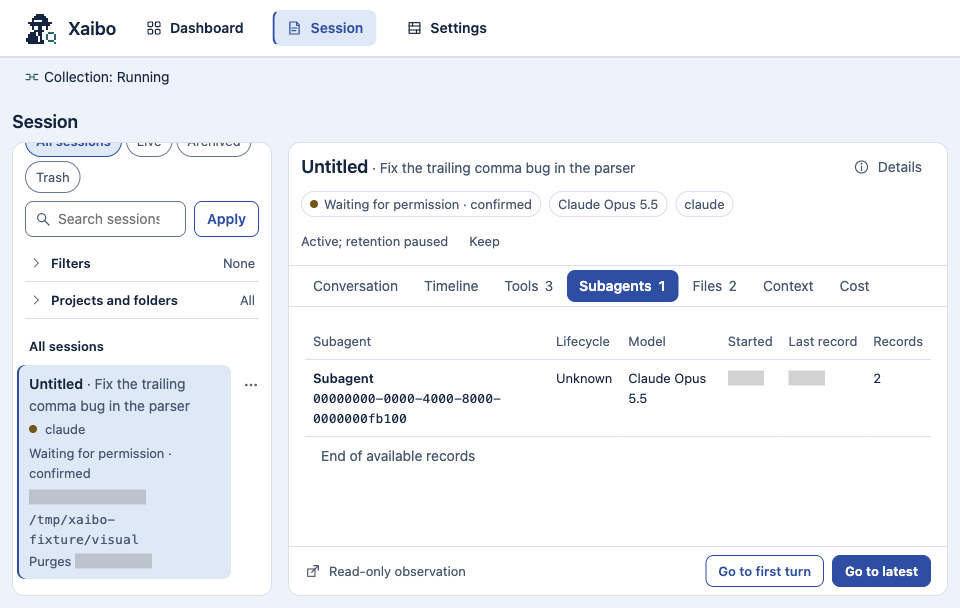 Xaibo
Dashboard
Session
Settings
Collection: Running
Session
All sessions
Live
Archived
Trash
Search sessions
Apply
Filters
None
Projects and folders
All
All sessions
Untitled · Fix the trailing
comma bug in the parser
claude
Waiting for permission ·
confirmed
/tmp/xaibo-
fixture/visual
Purges
Untitled · Fix the trailing comma bug in the parser
Details
Waiting for permission · confirmed
Claude Opus 5.5
claude
Active; retention paused
Keep
Conversation
Timeline
Tools 3
Subagents 1
Files 2
Context
Cost
Subagent
Lifecycle
Model
Started
Last record
Records
Subagent
00000000-0000-4000-8000-
0000000fb100
Unknown
Claude Opus
5.5
2
End of available records
Read-only observation
Go to first turn
Go to latest